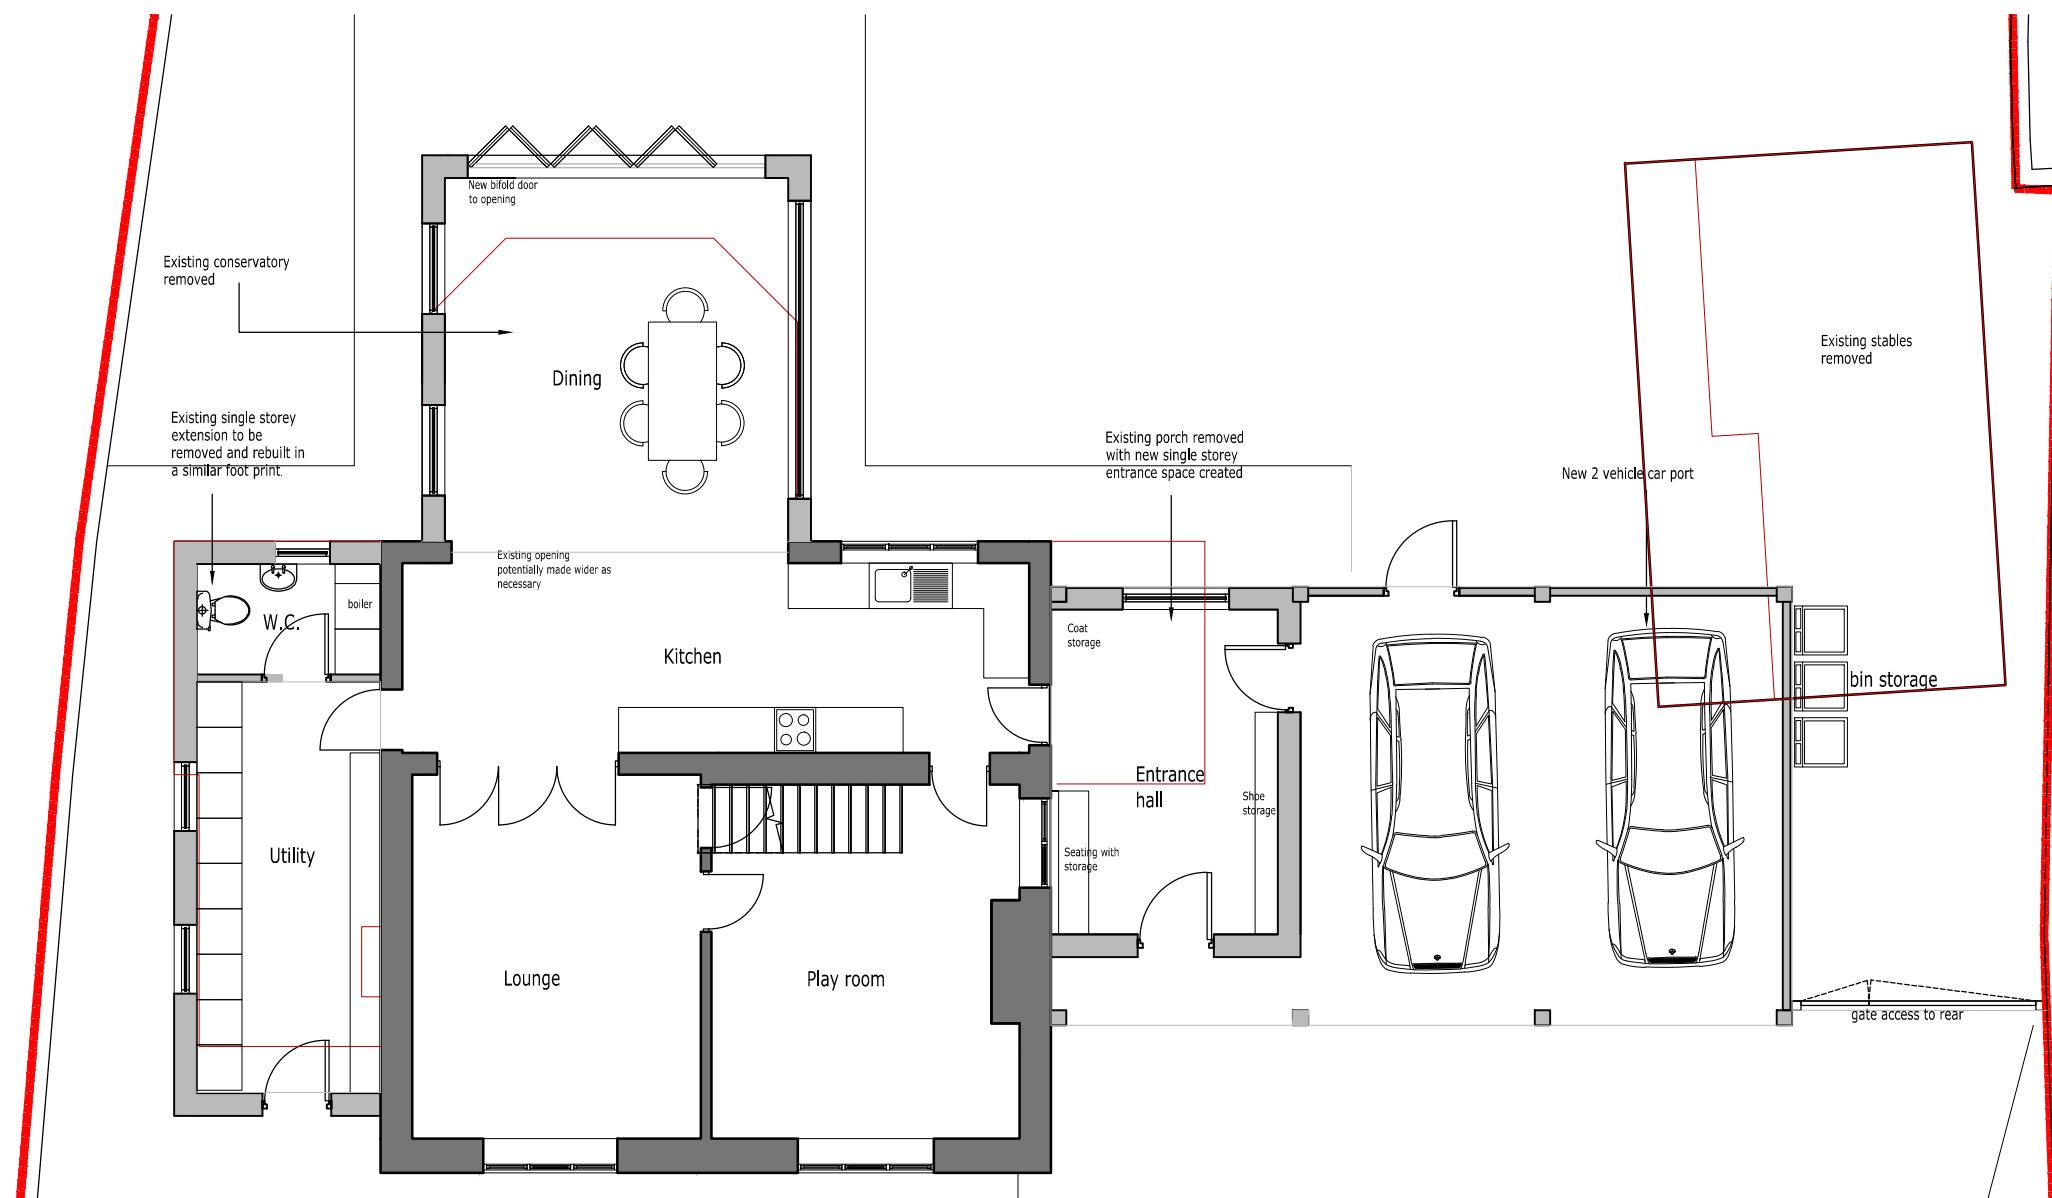 New bifold door
to opening
Existing conservatory
removed
Existing stables
removed
Dining
Existing single storey
extension to be
removed and rebuilt in
a similar foot print.
Existing porch removed
with new single storey
entrance space created
New 2 vehicle car port
Existing opening
potentially made wider as
necessary
boiler
W.C.
Coat
storage
Kitchen
bin storage
Entrance
hall
Shoe
storage
Utility
Seating with
storage
Lounge
Play room
gate access to rear